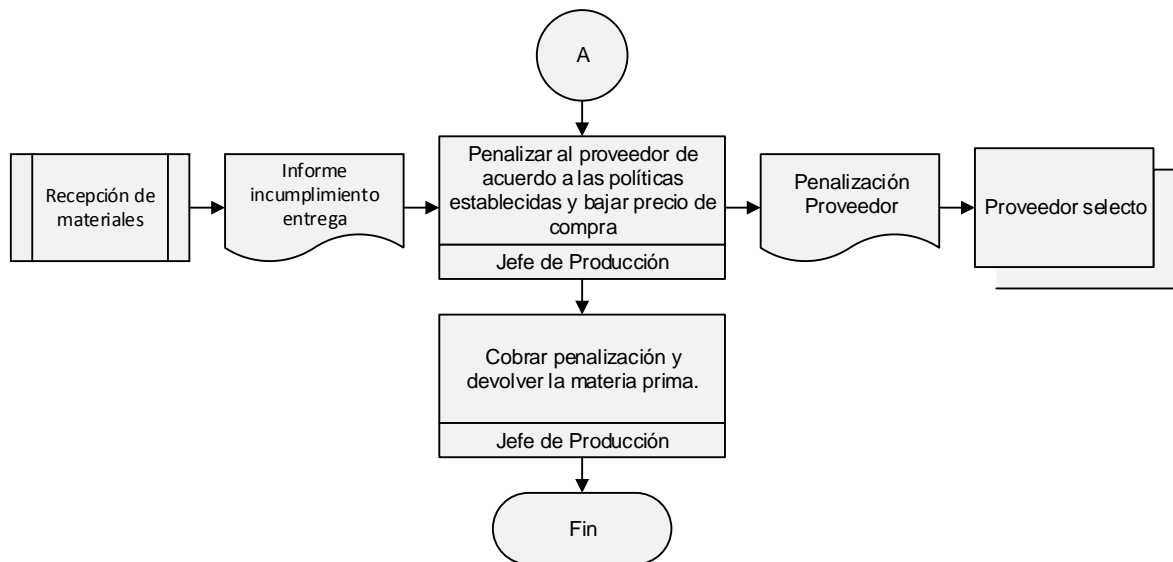 A
Recepción de
materiales
Informe
incumplimiento
entrega
Penalizar al proveedor de
acuerdo a las políticas
establecidas y bajar precio de
compra
Jefe de Producción
Penalización
Proveedor
Proveedor selecto
Cobrar penalización y
devolver la materia prima.
Jefe de Producción
Fin